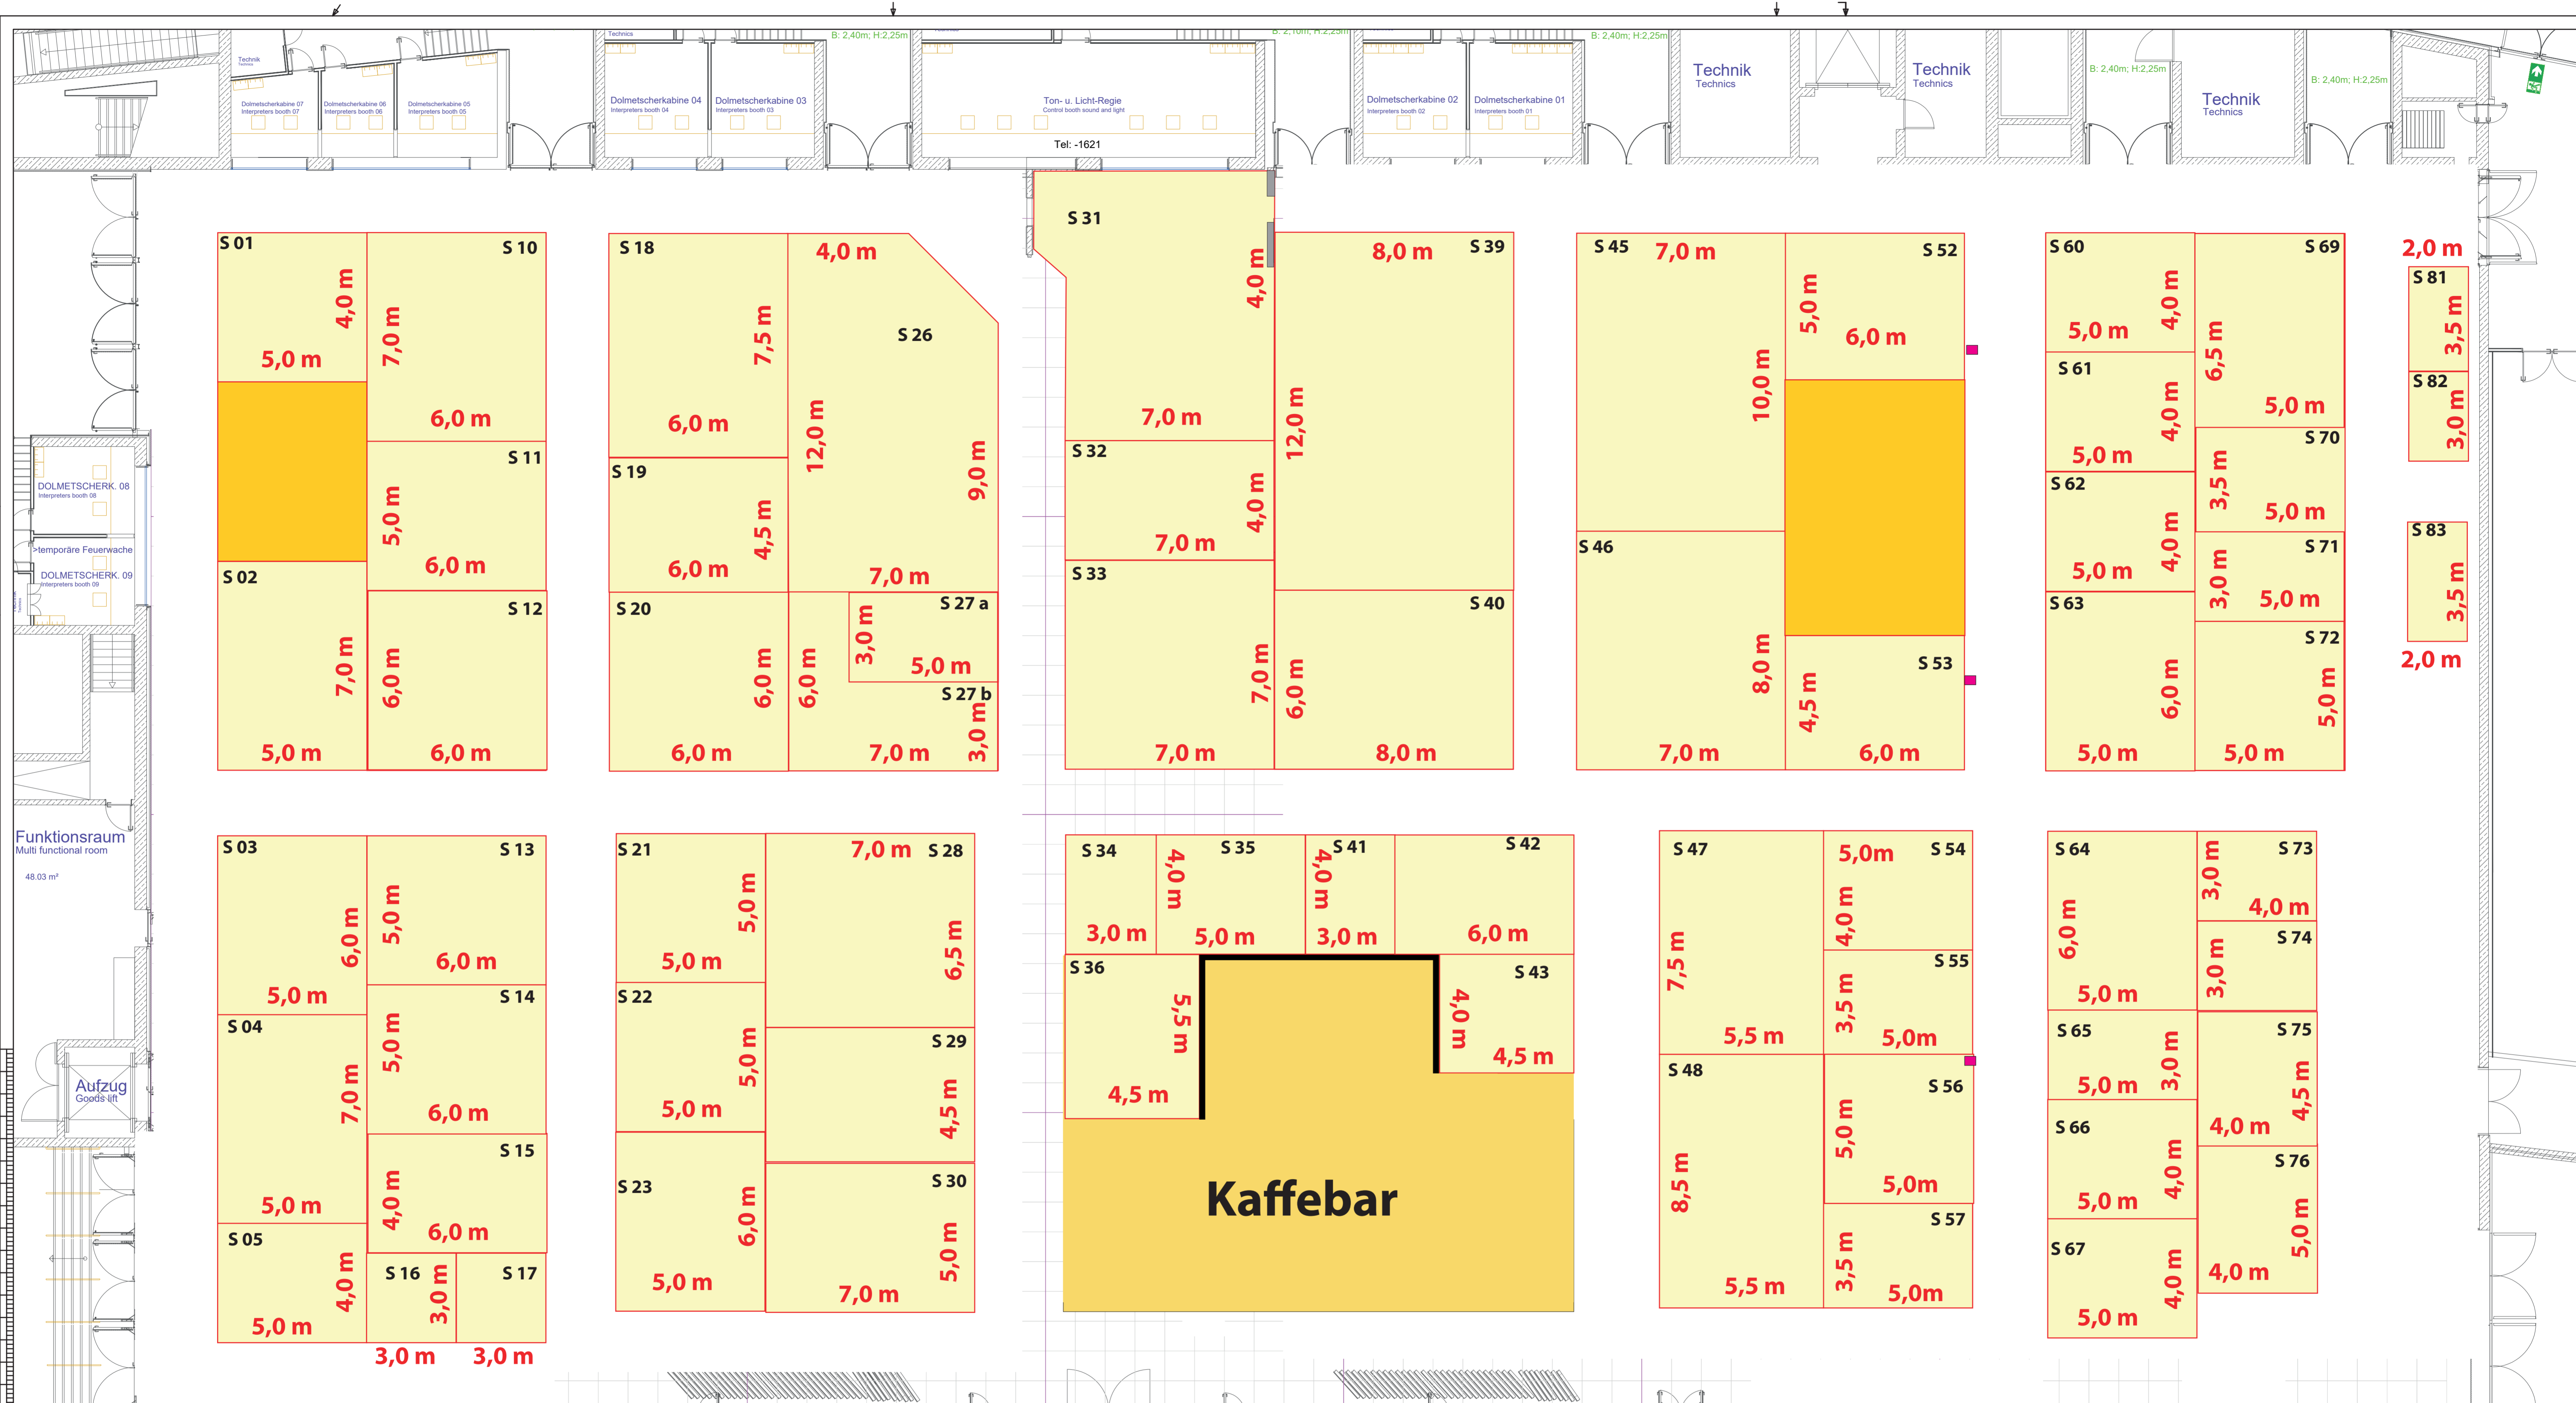 B: 2,40m; H:2,25m
B: 2,40m; H:2,25m
B: 2,40m; H:2,25m
B: 2,40m; H:2,25m
Technik
Technics
Technics
Dolmetscherkabine 07
Interpreters booth 07
Dolmetscherkabine 06
Interpreters booth 06
Dolmetscherkabine 05
Interpreters booth 05
Dolmetscherkabine 04
Interpreters booth 04
Dolmetscherkabine 03
Interpreters booth 03
Ton- u. Licht-Regie
Control booth sound and light
Tel: -1621
Dolmetscherkabine 02
Interpreters booth 02
Dolmetscherkabine 01
Interpreters booth 01
Technik
Technics
Technik
Technics
Technik
Technics
DOLMETSCHERK. 08
Interpreters booth 08
>temporäre Feuerwache
DOLMETSCHERK. 09
Interpreters booth 09
Funktionsraum
Multi functional room
48.03 m²
Aufzug
Goods lift
S 01
4,0 m
5,0 m
S 10
7,0 m
6,0 m
S 11
5,0 m
6,0 m
S 02
7,0 m
5,0 m
S 12
6,0 m
6,0 m
S 18
7,5 m
6,0 m
4,0 m
S 26
12,0 m
9,0 m
7,0 m
S 19
4,5 m
6,0 m
S 20
6,0 m
6,0 m
6,0 m
S 27 a
3,0 m
5,0 m
S 27 b
3,0 m
7,0 m
S 31
4,0 m
7,0 m
S 32
4,0 m
7,0 m
S 33
7,0 m
7,0 m
8,0 m
S 39
12,0 m
S 40
6,0 m
8,0 m
S 45
7,0 m
10,0 m
S 52
5,0 m
6,0 m
S 46
8,0 m
7,0 m
S 53
4,5 m
6,0 m
S 60
4,0 m
5,0 m
S 61
4,0 m
5,0 m
S 62
4,0 m
5,0 m
S 63
6,0 m
5,0 m
S 69
6,5 m
5,0 m
S 70
3,5 m
5,0 m
S 71
3,0 m
5,0 m
S 72
5,0 m
5,0 m
2,0 m
S 81
3,5 m
S 82
3,0 m
S 83
3,5 m
2,0 m
S 03
6,0 m
5,0 m
S 04
7,0 m
5,0 m
S 05
4,0 m
5,0 m
S 13
5,0 m
6,0 m
S 14
5,0 m
6,0 m
S 15
4,0 m
6,0 m
S 16
3,0 m
S 17
3,0 m
3,0 m
S 21
5,0 m
5,0 m
S 22
5,0 m
5,0 m
S 23
6,0 m
5,0 m
7,0 m
S 28
6,5 m
S 29
4,5 m
S 30
5,0 m
7,0 m
S 34
3,0 m
S 35
4,0 m
5,0 m
S 41
4,0 m
3,0 m
S 42
6,0 m
S 36
5,5 m
4,5 m
S 43
4,0 m
4,5 m
Kaffebar
S 47
7,5 m
5,5 m
S 48
8,5 m
5,5 m
5,0m
S 54
4,0 m
S 55
3,5 m
5,0m
S 56
5,0 m
5,0m
S 57
3,5 m
5,0m
S 64
6,0 m
5,0 m
S 65
3,0 m
5,0 m
S 66
4,0 m
5,0 m
S 67
4,0 m
5,0 m
S 73
3,0 m
4,0 m
S 74
3,0 m
S 75
4,5 m
4,0 m
S 76
5,0 m
4,0 m